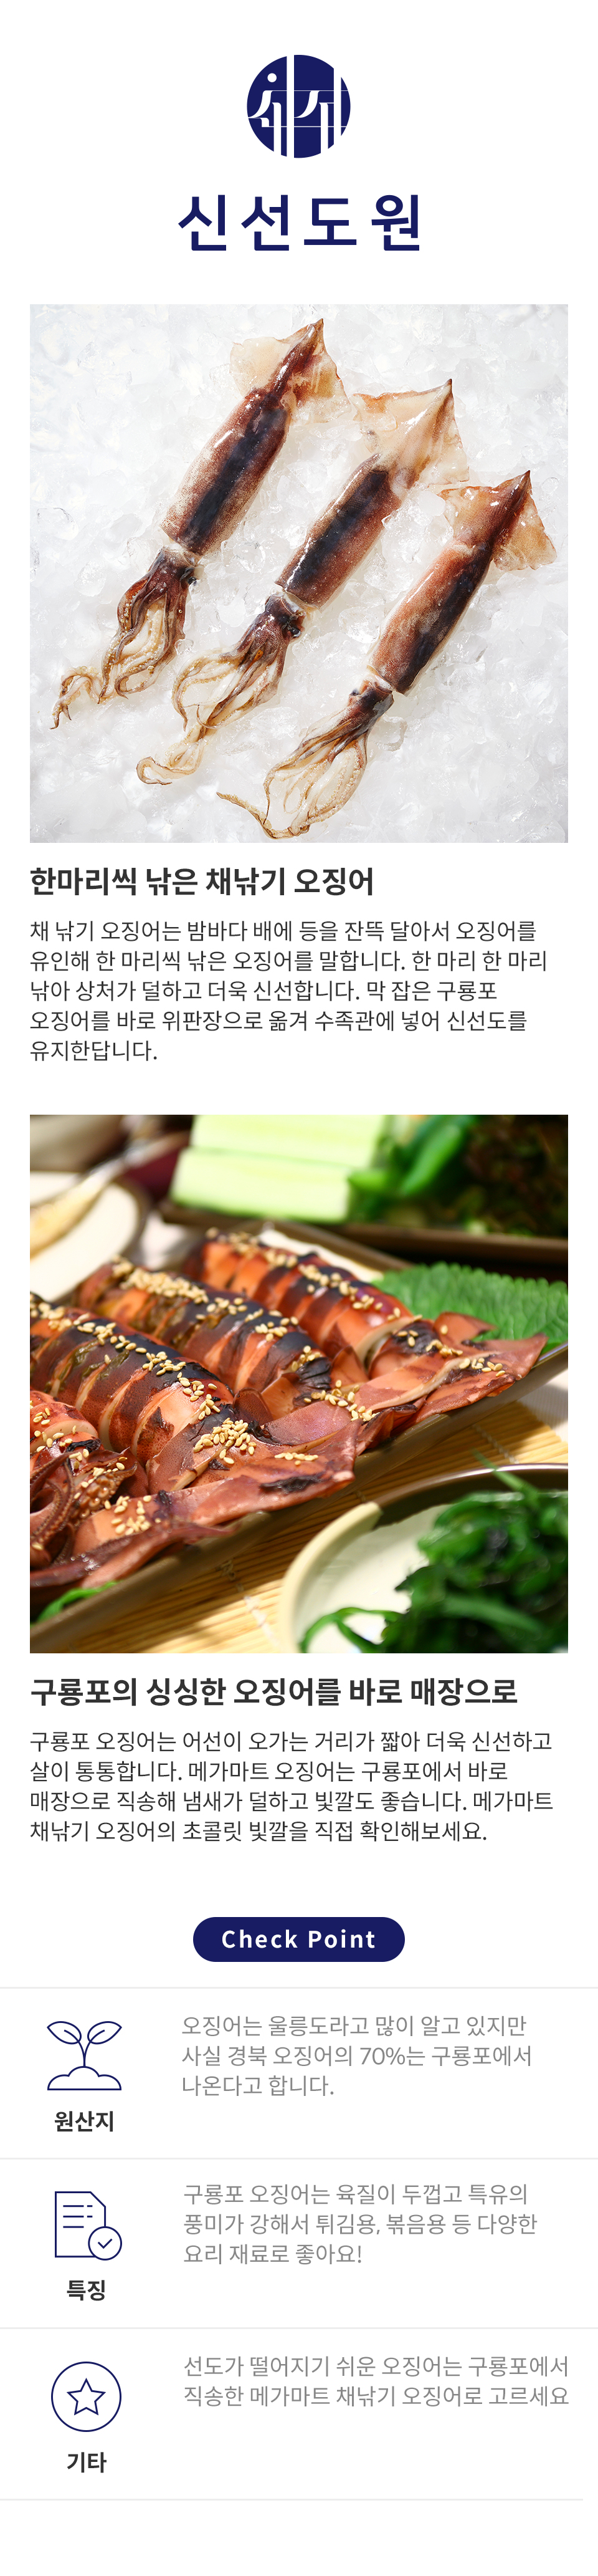 신선도원
한마리씩 낚은 채낚기 오징어
채 낚기 오징어는 밤바다 배에 등을 잔뜩 달아서 오징어를
유인해 한 마리씩 낚은 오징어를 말합니다. 한 마리 한 마리
낚아 상처가 덜하고 더욱 신선합니다. 막 잡은 구룡포
오징어를 바로 위판장으로 옮겨 수족관에 넣어 신선도를
유지한답니다.
구룡포의 싱싱한 오징어를 바로 매장으로
구룡포 오징어는 어선이 오가는 거리가 짧아 더욱 신선하고
살이 통통합니다. 메가마트 오징어는 구룡포에서 바로
매장으로 직송해 냄새가 덜하고 빛깔도 좋습니다. 메가마트
채낚기 오징어의 초콜릿 빛깔을 직접 확인해보세요.
Check Point
오징어는 울릉도라고 많이 알고 있지만
사실 경북 오징어의 70%는 구룡포에서
나온다고 합니다.
원산지
구룡포 오징어는 육질이 두껍고 특유의
풍미가 강해서 튀김용, 볶음용 등 다양한
요리 재료로 좋아요!
특징
선도가 떨어지기 쉬운 오징어는 구룡포에서
직송한 메가마트 채낚기 오징어로 고르세요
기타